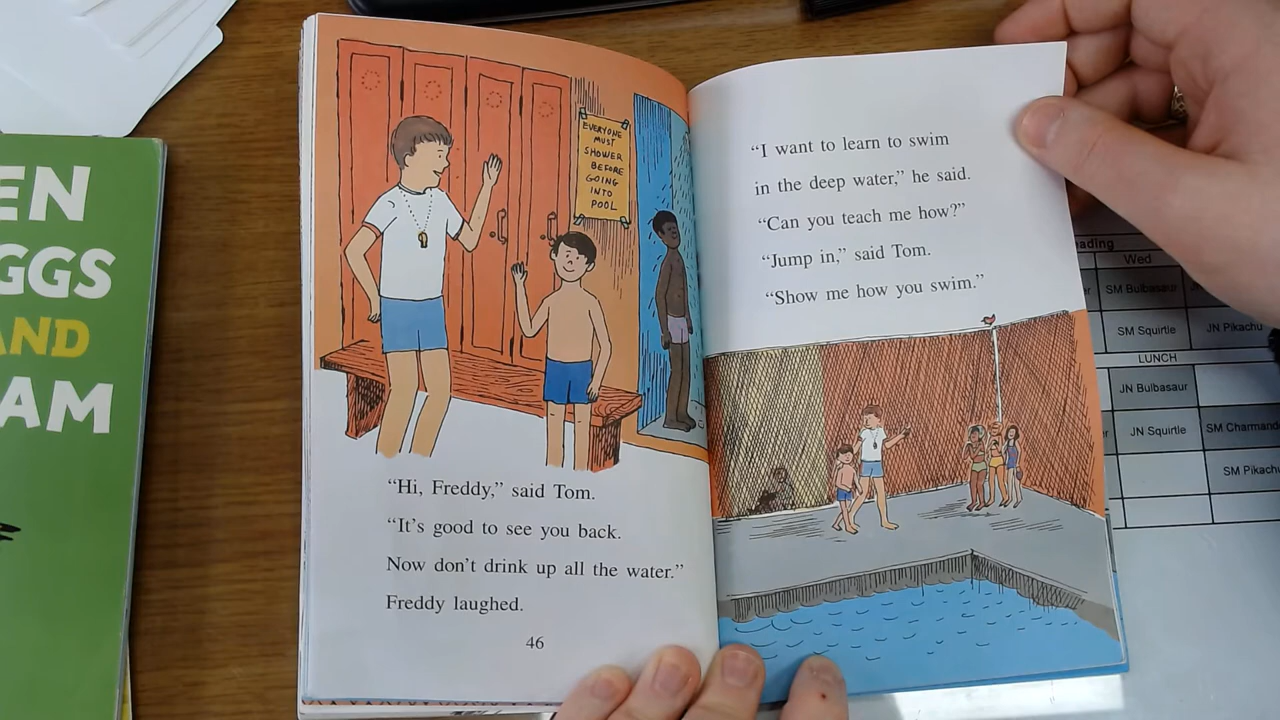 EN
GGS
AND
AM
EVERYONE
MUST
SHOWER
BEFORE
GOING
INTO
POOL
“Hi, Freddy,” said Tom.
“It’s good to see you back.
Now don’t drink up all the water.”
Freddy laughed.
46
“I want to learn to swim
in the deep water,” he said.
“Can you teach me how?”
“Jump in,” said Tom.
“Show me how you swim.”
Wed
SM Bulbasaur
SM Squirtle JN Pikachu
LUNCH
JN Bulbasaur
JN Squirtle SM Charmand
SM Pikach